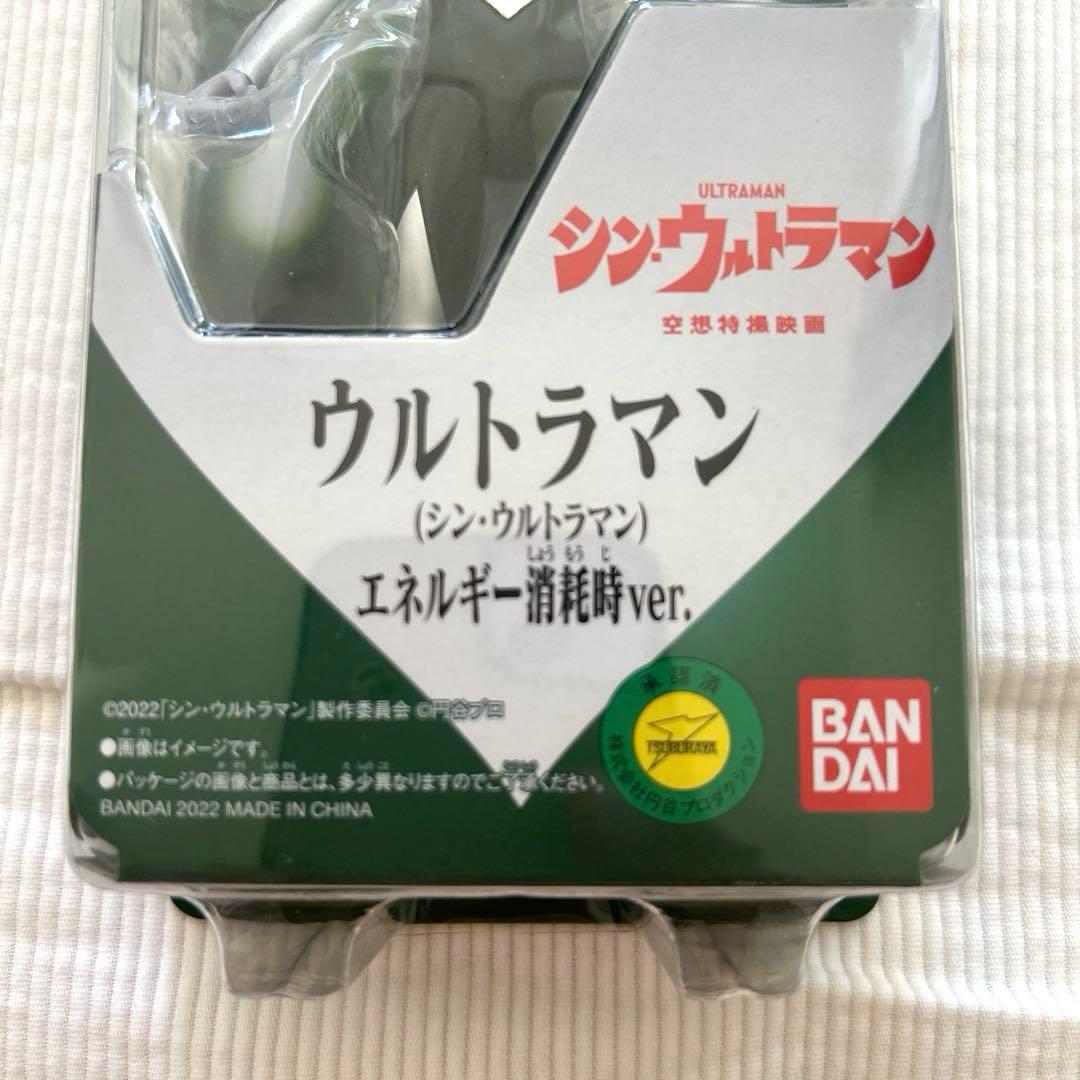 ULTRAMAN
シン・ウルトラマン
空想特撮映画
ウルトラマン
(シン・ウルトラマン)
しょう もう じ
エネルギー消耗時ver.
©2022「シン・ウルトラマン」製作委員会 ©円谷プロ
●画像はイメージです。
●パッケージの画像と商品とは、多少異なりますのでご了承ください。
BANDAI 2022 MADE IN CHINA
承認済
TSUBURAYA
株式会社円谷プロダクション
BAN
DAI